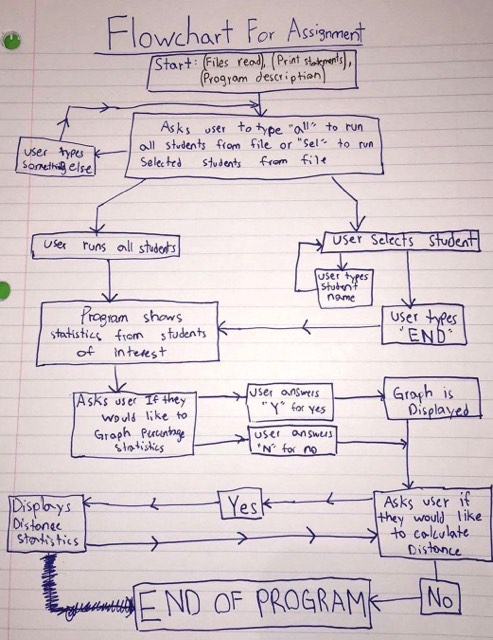 Flowchart For Assignment
Start: (Files read), (Print statements),
(Program description)
Asks user to type "all" to run
all students from file or "Sel" to run
Selected students from file
user types
something else
User runs all students
User Selects Student
user types
student
name
User types
"END"
Program shows
statistics from students
of interest
Asks user If they
would like to
Graph Percentage
Statistics
User answers
"Y" for yes
user answers
"N" for no
Graph is
Displayed
Asks user if
they would like
to calculate
Distance
Yes
Displays
Distance
Statistics
No
END OF PROGRAM